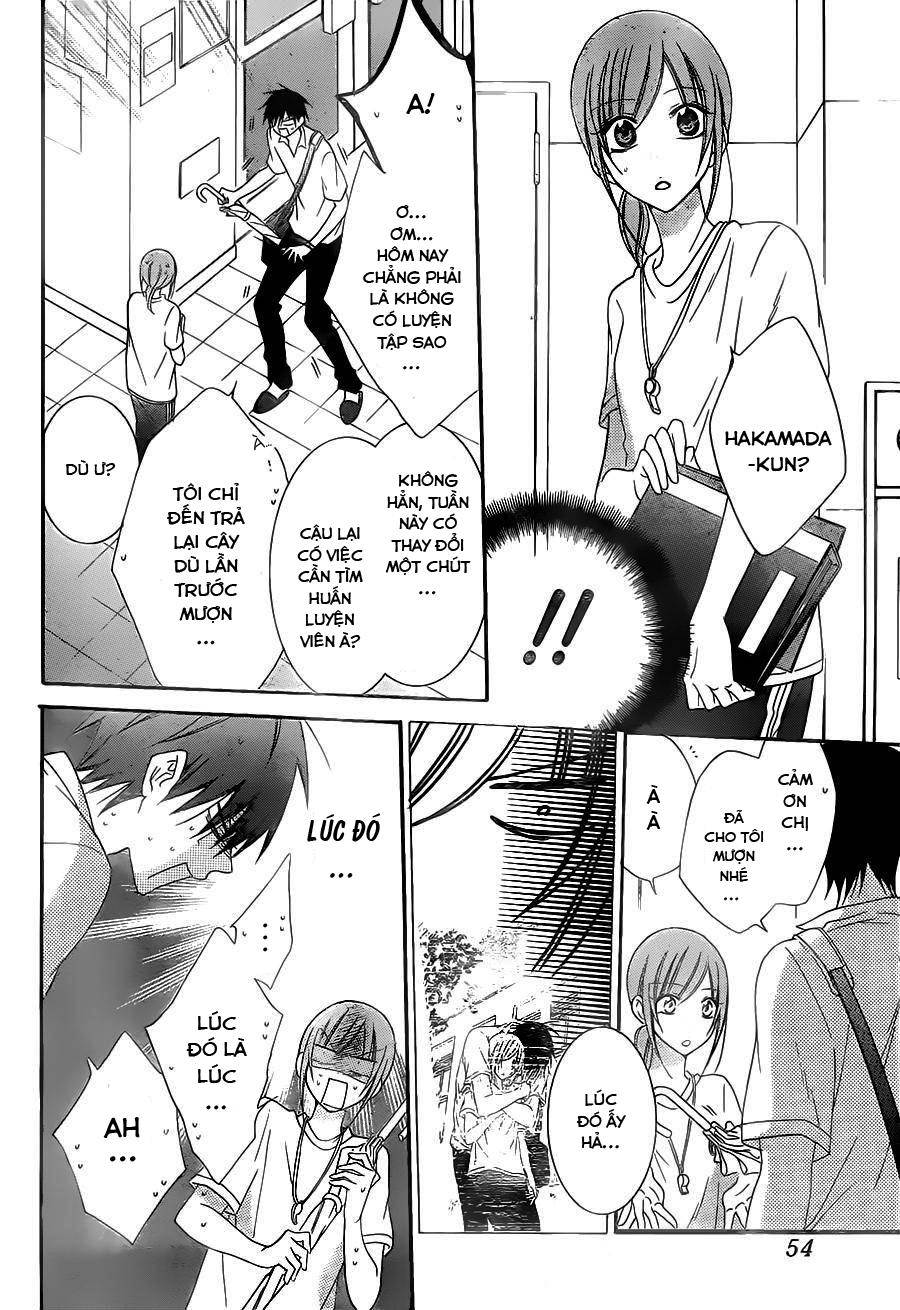 HAKAMADA
-KUN?
!!
A!
Ơ...
ƠM...
HÔM NAY
CHẲNG PHẢI
LÀ KHÔNG
CÓ LUYỆN
TẬP SAO
...
KHÔNG
HẲN, TUẦN
NÀY CÓ
THAY ĐỔI
MỘT CHÚT
...
CẬU LẠI
CÓ VIỆC
CẦN TÌM
HUẤN
LUYỆN
VIÊN À?
TÔI CHỈ
ĐẾN TRẢ
LẠI CÂY
DÙ LẦN
TRƯỚC
MƯỢN
...
DÙ Ư?
CẢM
ƠN CHỊ
...
ĐÃ
CHO TÔI
MƯỢN
NHÉ
...
À
À
LÚC
ĐÓ ẤY
HẢ...
LÚC ĐÓ
...
...
LÚC
ĐÓ LÀ
LÚC
...
AH
...
54